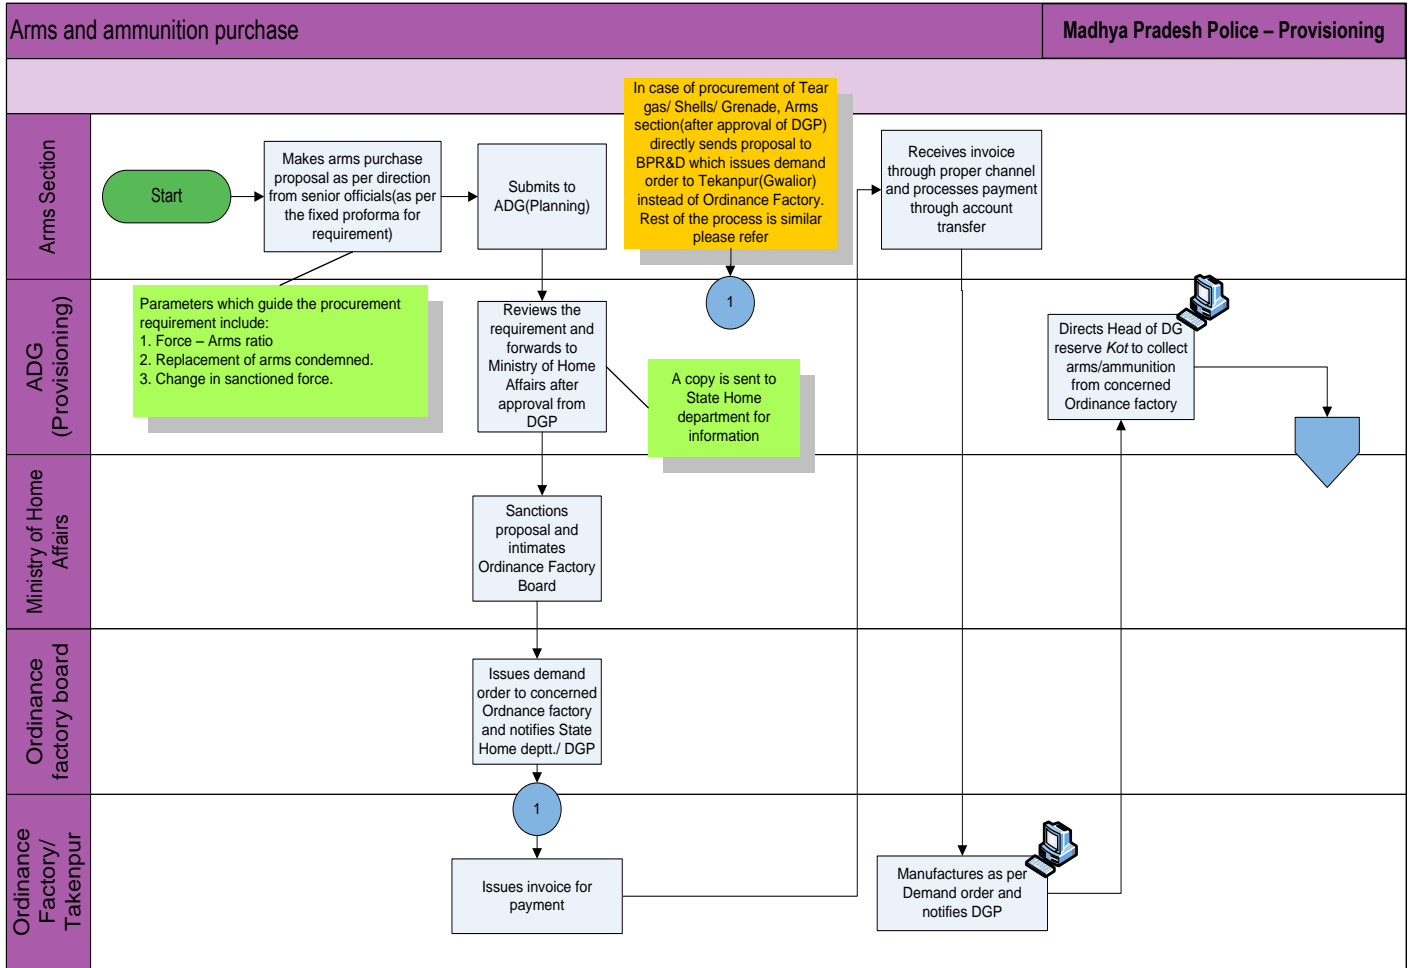 Arms and ammunition purchase
Madhya Pradesh Police – Provisioning
In case of procurement of Tear
gas/ Shells/ Grenade, Arms
section(after approval of DGP)
directly sends proposal to
BPR&D which issues demand
order to Tekanpur(Gwalior)
instead of Ordinance Factory.
Rest of the process is similar
please refer
1
Arms Section
Start
Makes arms purchase
proposal as per direction
from senior officials(as per
the fixed proforma for
requirement)
Submits to
ADG(Planning)
Receives invoice
through proper channel
and processes payment
through account
transfer
ADG
(Provisioning)
Parameters which guide the procurement
requirement include:
1. Force – Arms ratio
2. Replacement of arms condemned.
3. Change in sanctioned force.
Reviews the
requirement and
forwards to
Ministry of Home
Affairs after
approval from
DGP
A copy is sent to
State Home
department for
information
Directs Head of DG
reserve Kot to collect
arms/ammunition
from concerned
Ordinance factory
Ministry of Home
Affairs
Sanctions
proposal and
intimates
Ordinance Factory
Board
Ordinance
factory board
Issues demand
order to concerned
Ordnance factory
and notifies State
Home deptt./ DGP
1
Ordinance
Factory/
Takenpur
Issues invoice for
payment
Manufactures as per
Demand order and
notifies DGP